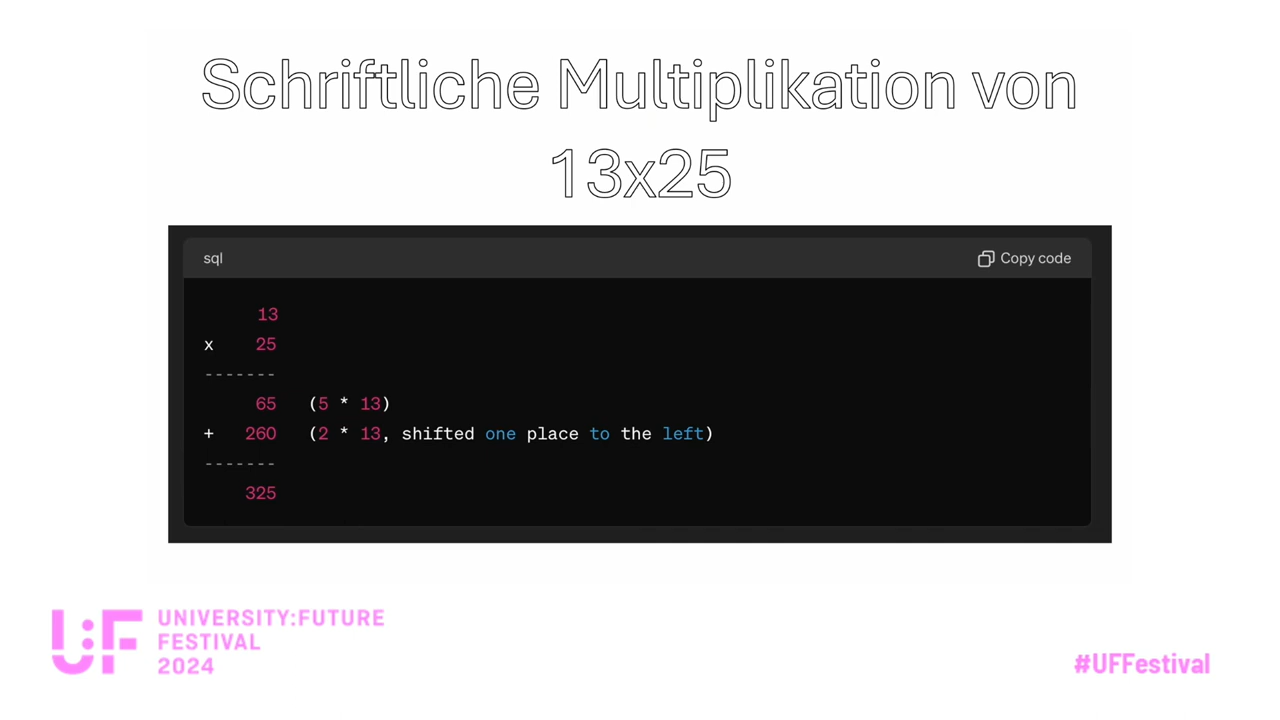 Schriftliche Multiplikation von
13x25
sql
Copy code
13
x 25
-------
65 (5 * 13)
+ 260 (2 * 13, shifted one place to the left)
-------
325
U:F
UNIVERSITY:FUTURE
FESTIVAL
2024
#UFFestival